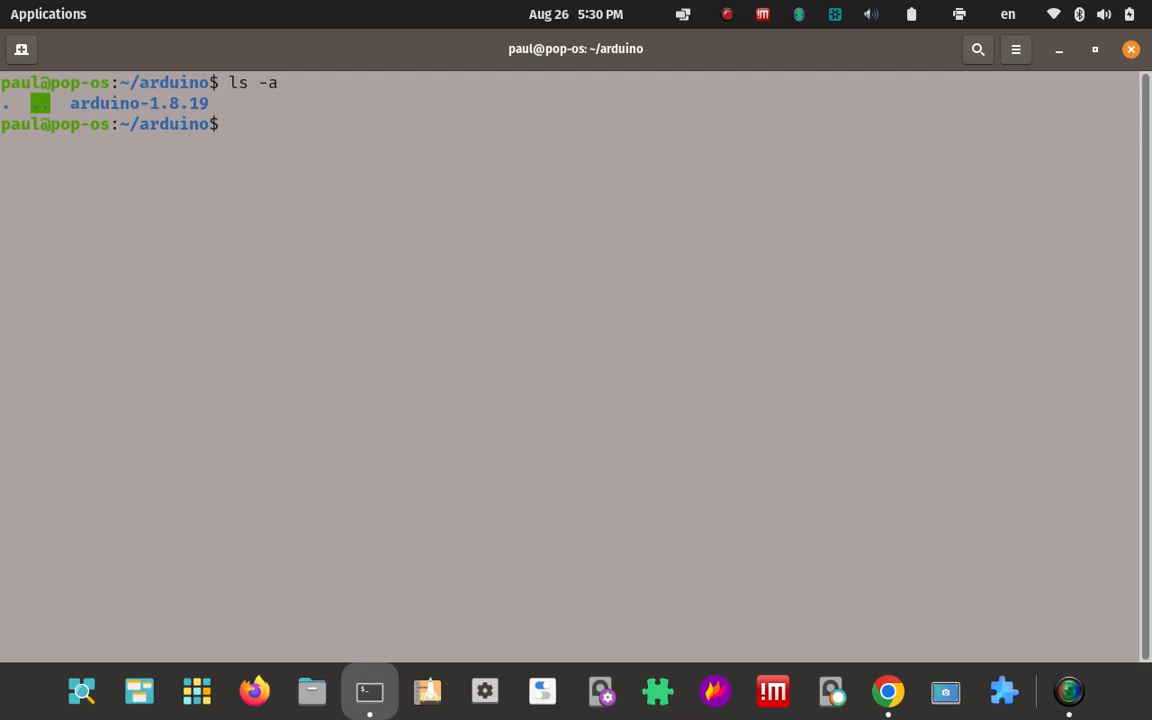 Applications
Aug 26 5:30 PM
en
paul@pop-os: ~/arduino
paul@pop-os:~/arduino$ ls -a
. .. arduino-1.8.19
paul@pop-os:~/arduino$
$_
!M